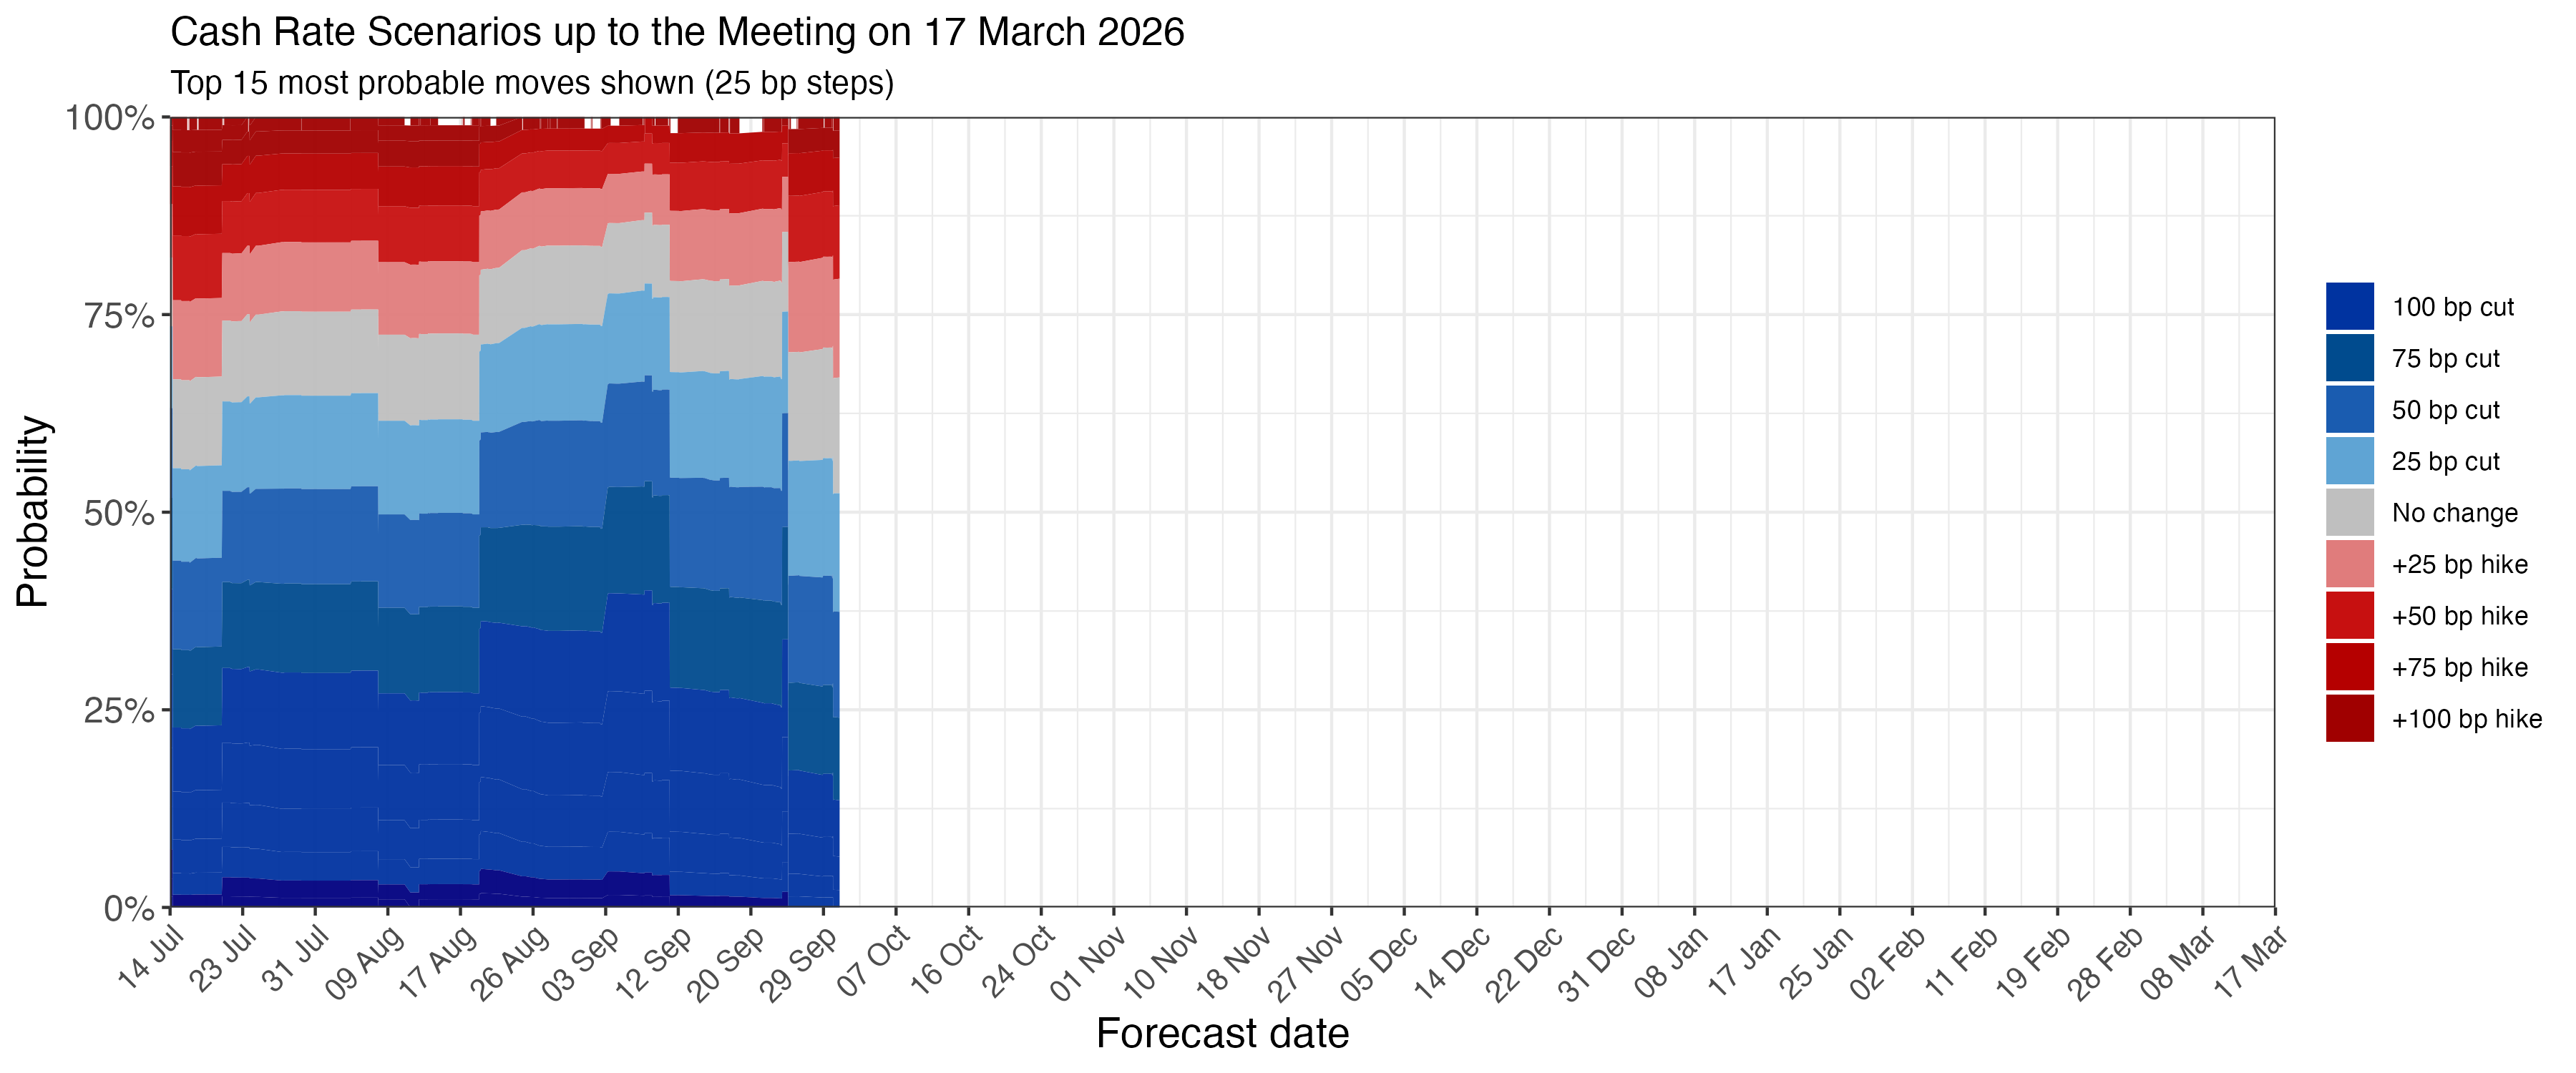 Cash Rate Scenarios up to the Meeting on 17 March 2026
Top 15 most probable moves shown (25 bp steps)
Probability
100%
75%
50%
25%
0%
14 Jul
23 Jul
31 Jul
09 Aug
17 Aug
26 Aug
03 Sep
12 Sep
20 Sep
29 Sep
07 Oct
16 Oct
24 Oct
01 Nov
10 Nov
18 Nov
27 Nov
05 Dec
14 Dec
22 Dec
31 Dec
08 Jan
17 Jan
25 Jan
02 Feb
11 Feb
19 Feb
28 Feb
08 Mar
17 Mar
Forecast date
100 bp cut
75 bp cut
50 bp cut
25 bp cut
No change
+25 bp hike
+50 bp hike
+75 bp hike
+100 bp hike